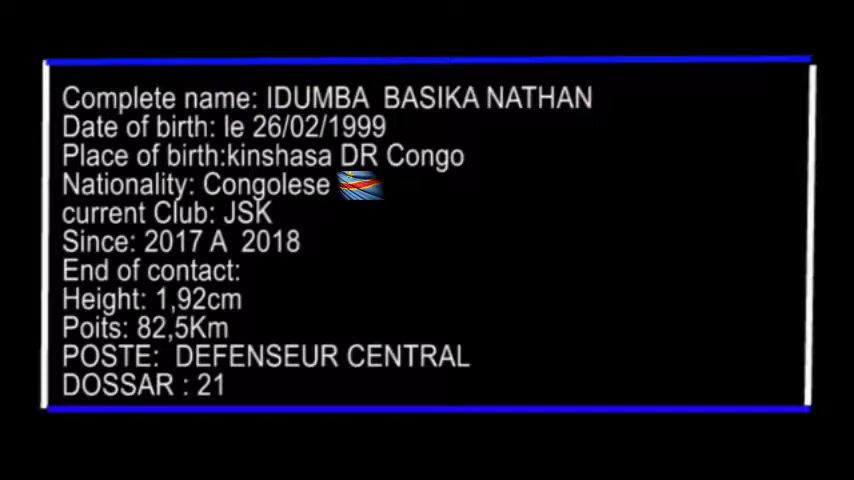 Complete name: IDUMBA BASIKA NATHAN
Date of birth: le 26/02/1999
Place of birth:kinshasa DR Congo
Nationality: Congolese
current Club: JSK
Since: 2017 A 2018
End of contact:
Height: 1,92cm
Poits: 82,5Km
POSTE: DEFENSEUR CENTRAL
DOSSAR : 21